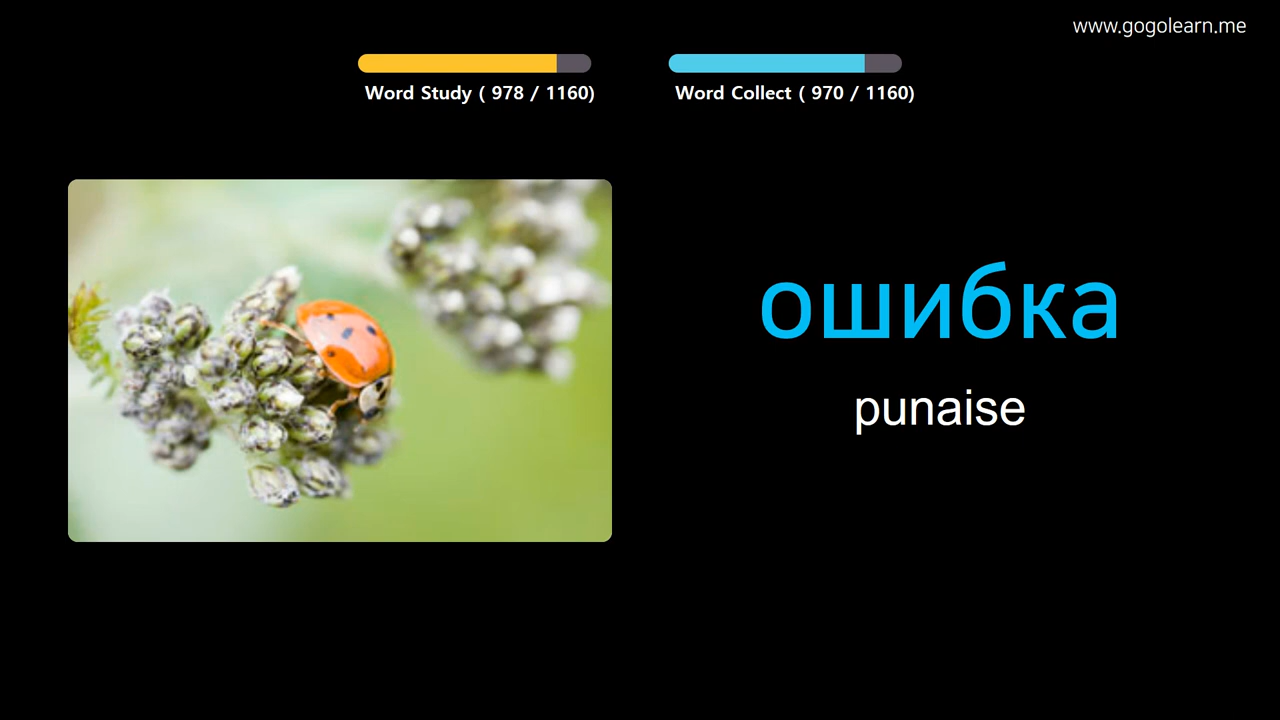 www.gogolearn.me
Word Study ( 978 / 1160)
Word Collect ( 970 / 1160)
ошибка
punaise